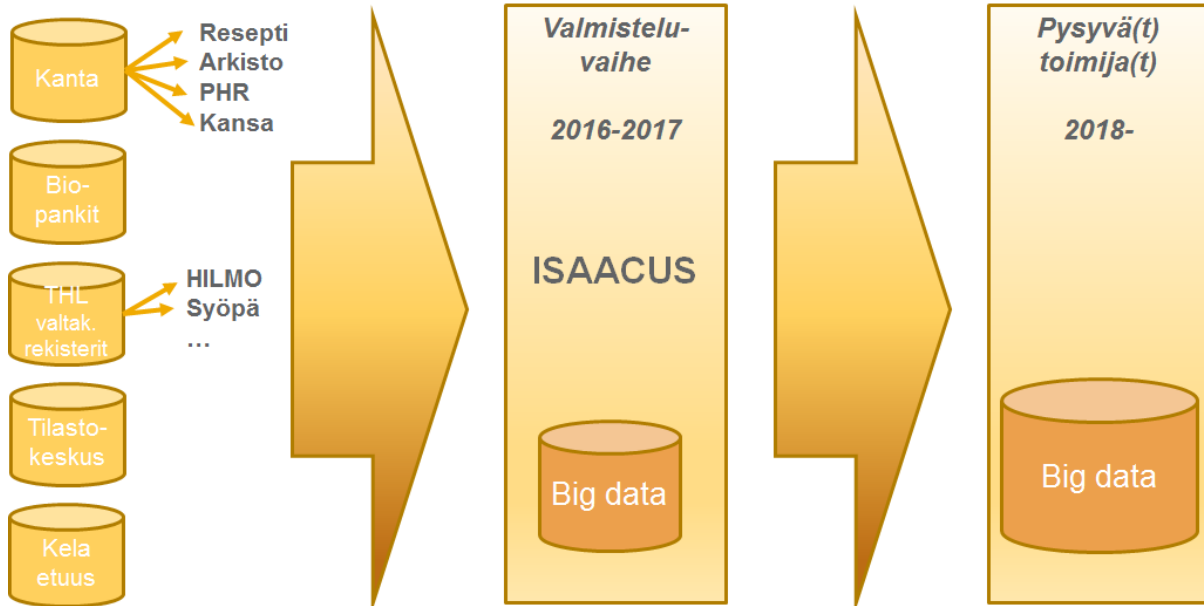 Kanta
Resepti
Arkisto
PHR
Kansa
Bio-
pankit
THL
valtak.
rekisterit
HILMO
Syöpä
...
Tilasto-
keskus
Kela
etuus
Valmistelu-
vaihe
2016-2017
ISAACUS
Big data
Pysyvä(t)
toimija(t)
2018-
Big data